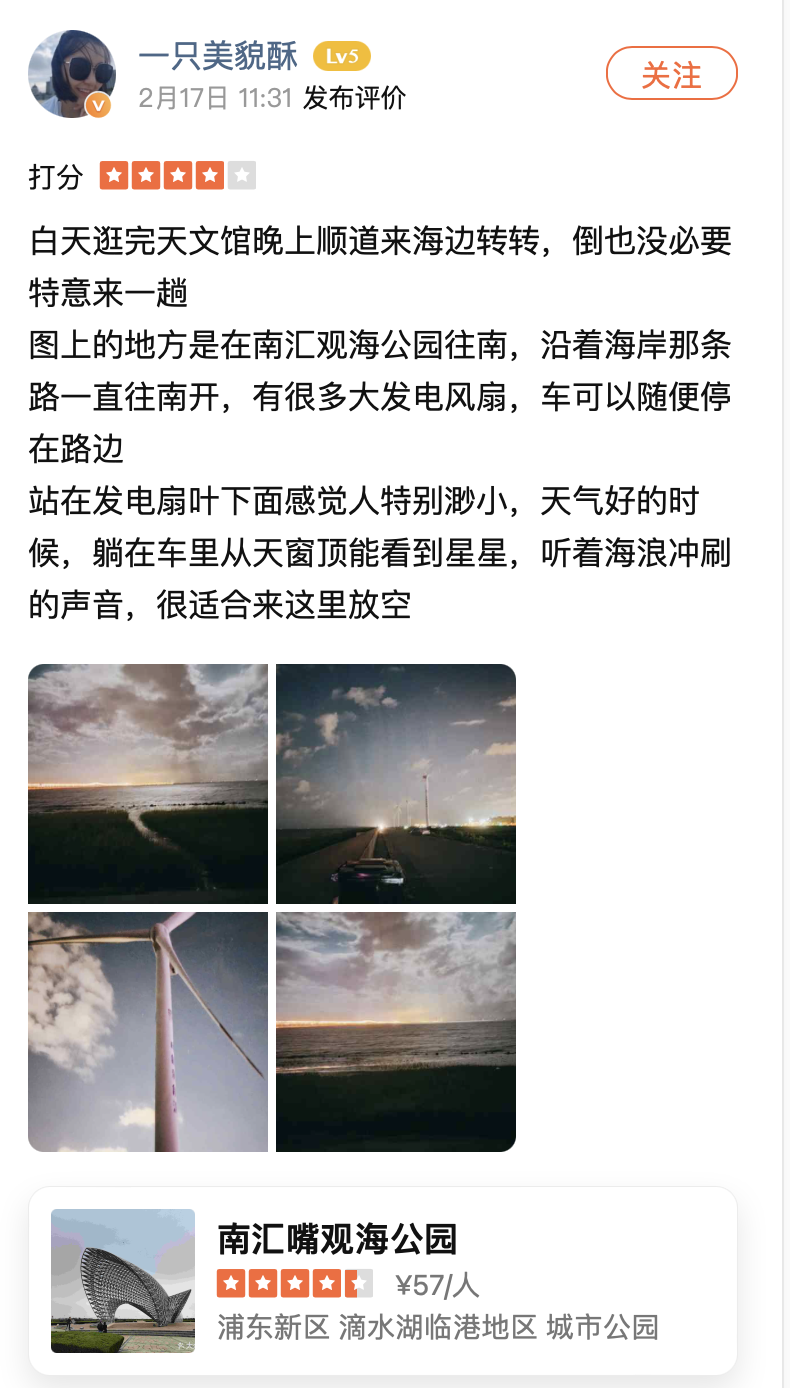 一只美貌酥 Lv5
2月17日 11:31 发布评价
关注
打分
白天逛完天文馆晚上顺道来海边转转，倒也没必要
特意来一趟
图上的地方是在南汇观海公园往南，沿着海岸那条
路一直往南开，有很多大发电风扇，车可以随便停
在路边
站在发电扇叶下面感觉人特别渺小，天气好的时
候，躺在车里从天窗顶能看到星星，听着海浪冲刷
的声音，很适合来这里放空
南汇嘴观海公园
¥57/人
浦东新区 滴水湖临港地区 城市公园